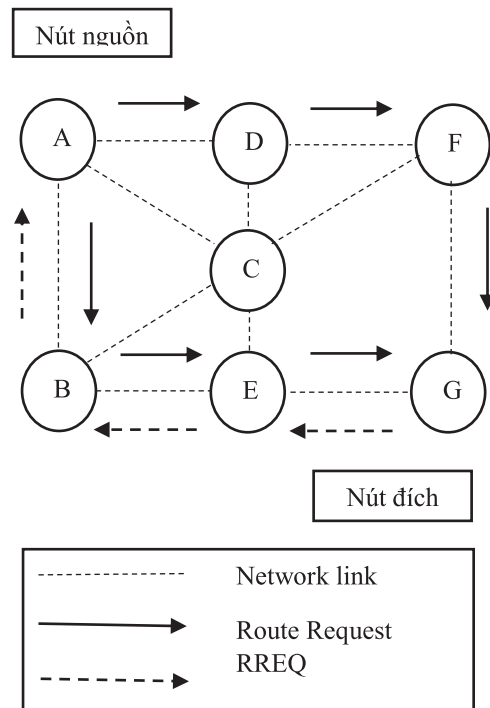 Nút nguồn
A
D
F
C
B
E
G
Nút đích
Network link
Route Request
RREQ